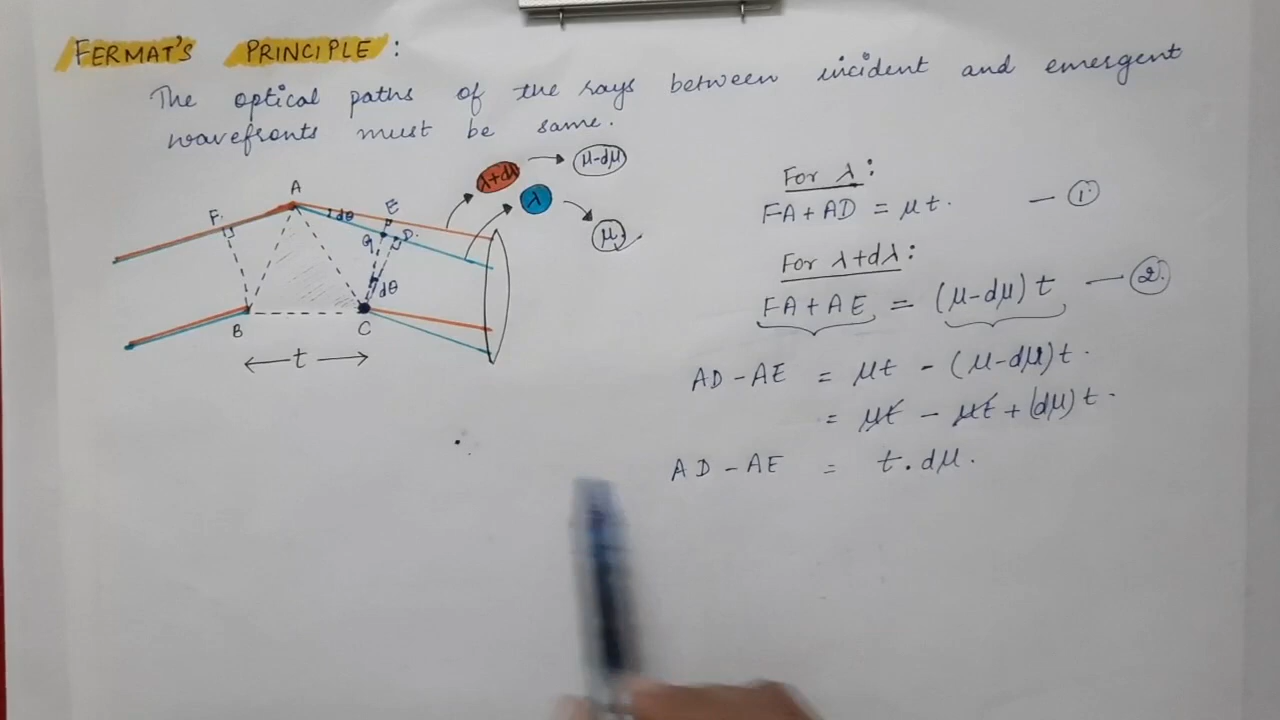 FERMAT'S PRINCIPLE :
The optical paths of the rays between incident and emergent
wavefronts must be same.
λ+dλ → μ-dμ
λ
μ
A
F
dθ
E
G D
dθ
B
C
t
For λ :
FA + AD = μt. — ①
For λ+dλ :
FA + AE = (μ-dμ) t — ②
AD - AE = μt - (μ-dμ)t.
= μt - μt + (dμ) t.
AD - AE = t. dμ.